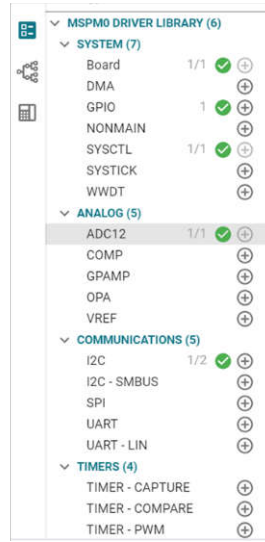 MSPM0 DRIVER LIBRARY (6)
SYSTEM (7)
Board 1/1
DMA
GPIO 1
NONMAIN
SYSCTL 1/1
SYSTICK
WWDT
ANALOG (5)
ADC12 1/1
COMP
GPAMP
OPA
VREF
COMMUNICATIONS (5)
I2C 1/2
I2C - SMBUS
SPI
UART
UART - LIN
TIMERS (4)
TIMER - CAPTURE
TIMER - COMPARE
TIMER - PWM